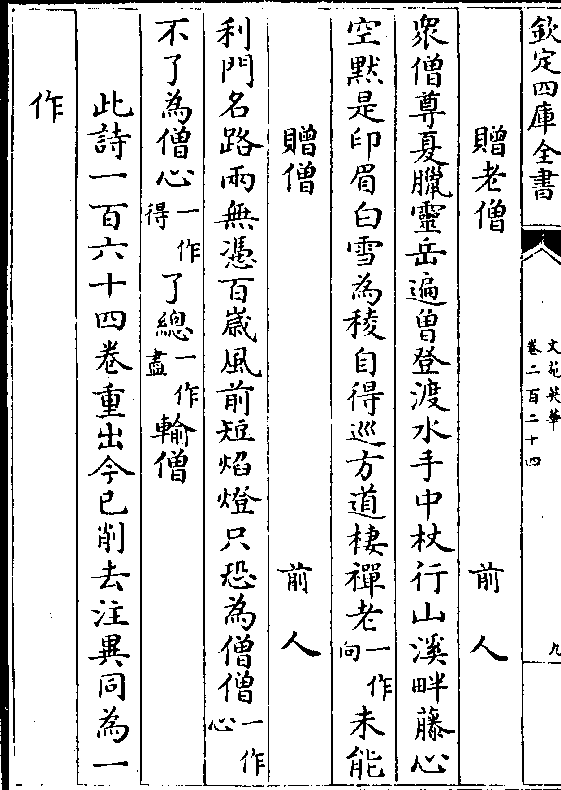 欽定四庫全書
文苑英華
卷二百二十四
九
贈老僧　前人
衆僧尊夏臘靈岳遍曽登渡水手中杖行山溪畔藤心
空黙是印眉白雪為稜自得巡方道棲禪老一作向未能
贈僧　前人
利門名路兩無憑百嵗風前短焰燈只恐為僧僧一作心
不了為僧心一作得了總一作盡輸僧
此詩一百六十四卷重出今已削去注異同為一
作